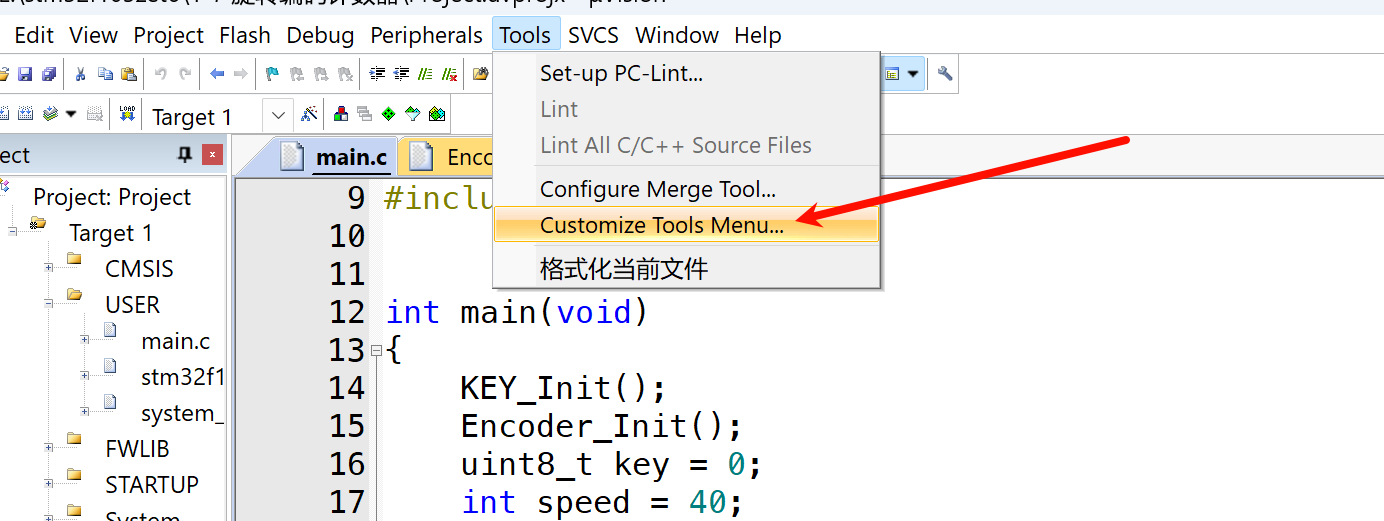 Edit View Project Flash Debug Peripherals Tools SVCS Window Help
Set-up PC-Lint...
LOAD
Target 1
Lint
Lint All C/C++ Source Files
ect
main.c
Enco
Configure Merge Tool...
Customize Tools Menu...
格式化当前文件
Project: Project
Target 1
CMSIS
USER
main.c
stm32f1
system_
FWLIB
STARTUP
System
9 #inclu
10
11
12 int main(void)
13 {
14 KEY_Init();
15 Encoder_Init();
16 uint8_t key = 0;
17 int speed = 40;